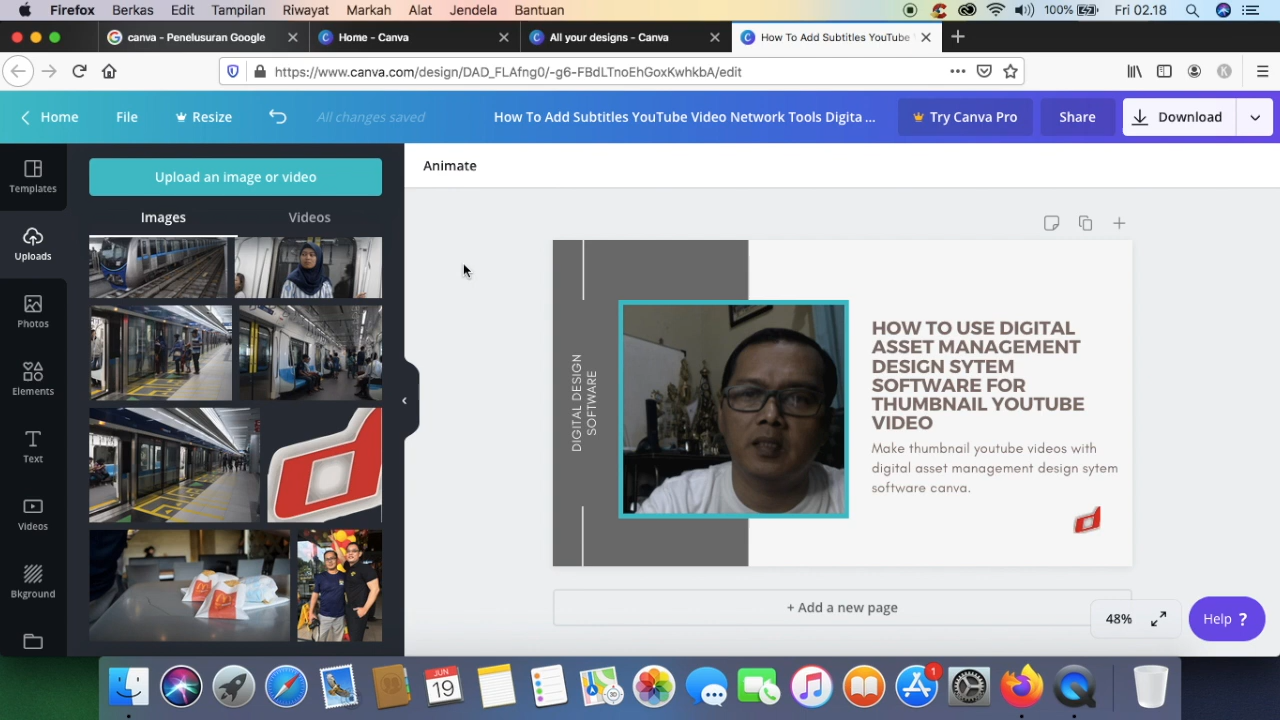 Firefox Berkas Edit Tampilan Riwayat Markah Alat Jendela Bantuan 100% Fri 02.18
canva - Penelusuran Google
Home - Canva
All your designs - Canva
How To Add Subtitles YouTube
https://www.canva.com/design/DAD_FLAfng0/-g6-FBdLTnoEhGoxKwhkbA/edit
Home File Resize All changes saved How To Add Subtitles YouTube Video Network Tools Digita ... Try Canva Pro Share Download
Templates
Uploads
Photos
Elements
Text
Videos
Bkground
Upload an image or video
Images Videos
Animate
DIGITAL DESIGN
SOFTWARE
HOW TO USE DIGITAL
ASSET MANAGEMENT
DESIGN SYTEM
SOFTWARE FOR
THUMBNAIL YOUTUBE
VIDEO
Make thumbnail youtube videos with
digital asset management design sytem
software canva.
+ Add a new page
48%
Help ?
JUN
19
1